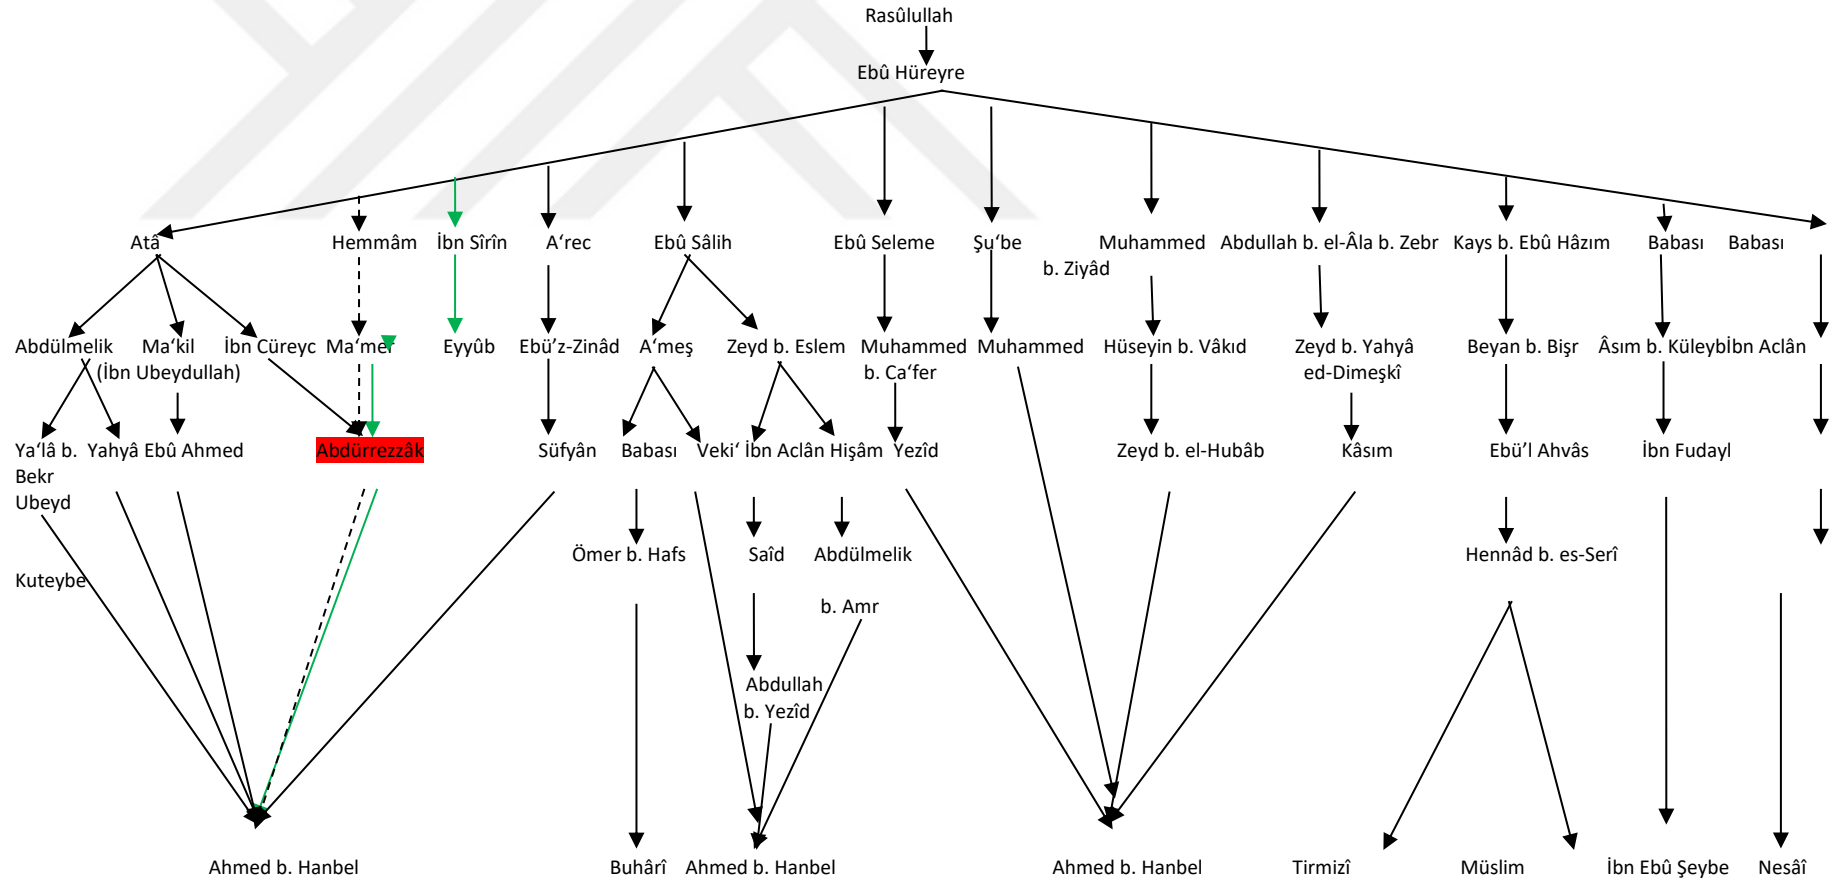 Rasûlullah
Ebû Hüreyre
Atâ Hemmâm İbn Sîrîn A‘rec Ebû Sâlih Ebû Seleme Şu‘be Muhammed Abdullah b. el-Âla b. Zebr Kays b. Ebû Hâzım Babası Babası
b. Ziyâd
Abdülmelik Ma‘kil İbn Cüreyc Ma‘mer Eyyûb Ebü’z-Zinâd A‘meş Zeyd b. Eslem Muhammed Muhammed Hüseyin b. Vâkıd Zeyd b. Yahyâ Beyan b. Bişr Âsım b. Küleyb İbn Aclân
(İbn Ubeydullah) b. Ca‘fer ed-Dimeşkî
Ya‘lâ b. Yahyâ Ebû Ahmed Abdürrezzâk Süfyân Babası Veki‘ İbn Aclân Hişâm Yezîd Zeyd b. el-Hubâb Kâsım Ebü’l Ahvâs İbn Fudayl
Bekr
Ubeyd
Ömer b. Hafs Saîd Abdülmelik Hennâd b. es-Serî
Kuteybe
b. Amr
Abdullah
b. Yezîd
Ahmed b. Hanbel Buhârî Ahmed b. Hanbel Ahmed b. Hanbel Tirmizî Müslim İbn Ebû Şeybe Nesâî